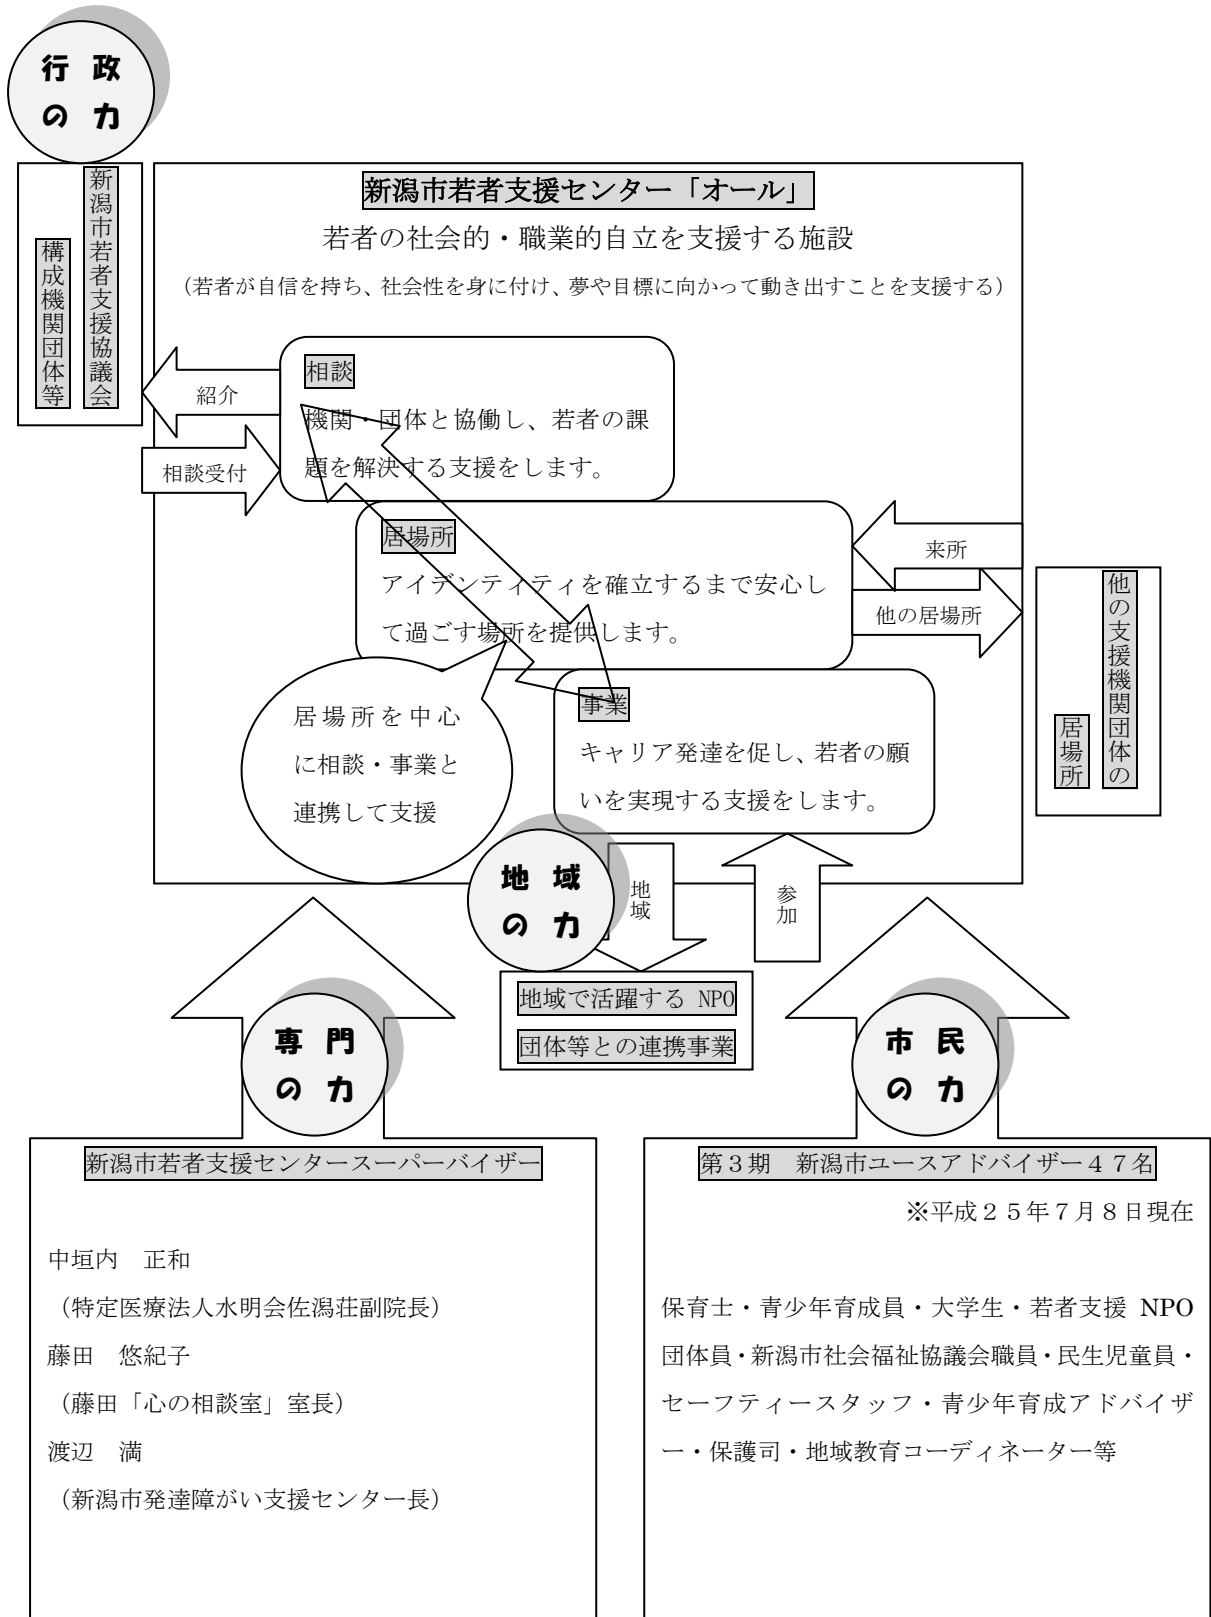 行政
の力
新潟市若者支援協議会
構成機関団体等
新潟市若者支援センター「オール」
若者の社会的・職業的自立を支援する施設
（若者が自信を持ち、社会性を身に付け、夢や目標に向かって動き出すことを支援する）
相談
機関・団体と協働し、若者の課
題を解決する支援をします。
紹介
相談受付
居場所
アイデンティティを確立するまで安心し
て過ごす場所を提供します。
来所
他の居場所
他の支援機関団体の
居場所
事業
キャリア発達を促し、若者の願
いを実現する支援をします。
居場所を中心
に相談・事業と
連携して支援
地域
の力
地域
参加
地域で活躍する NPO
団体等との連携事業
専門
の力
新潟市若者支援センタースーパーバイザー
中垣内　正和
（特定医療法人水明会佐潟荘副院長）
藤田　悠紀子
（藤田「心の相談室」室長）
渡辺　満
（新潟市発達障がい支援センター長）
市民
の力
第３期　新潟市ユースアドバイザー４７名
※平成２５年７月８日現在
保育士・青少年育成員・大学生・若者支援 NPO
団体員・新潟市社会福祉協議会職員・民生児童員・
セーフティースタッフ・青少年育成アドバイザ
ー・保護司・地域教育コーディネーター等